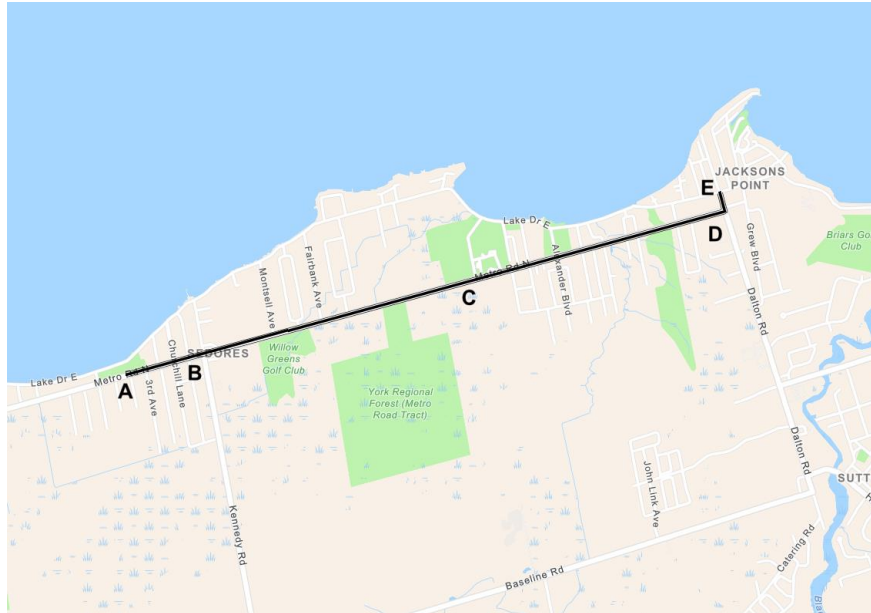 JACKSONS
POINT
E
Lake Dr E
D
Grew Blvd
Briars Go
Club
Fairbank Ave
Montsell Ave
Metro Rd N
Alexander Blvd
C
Dalton Rd
SEDORES
Willow
Greens
Golf Club
Churchill Lane
B
Lake Dr E
Metro Rd N
A
3rd Ave
York Regional
Forest (Metro
Road Tract)
Dalton Rd
John Link Ave
SUTT
Kennedy Rd
Baseline Rd
Catering Rd